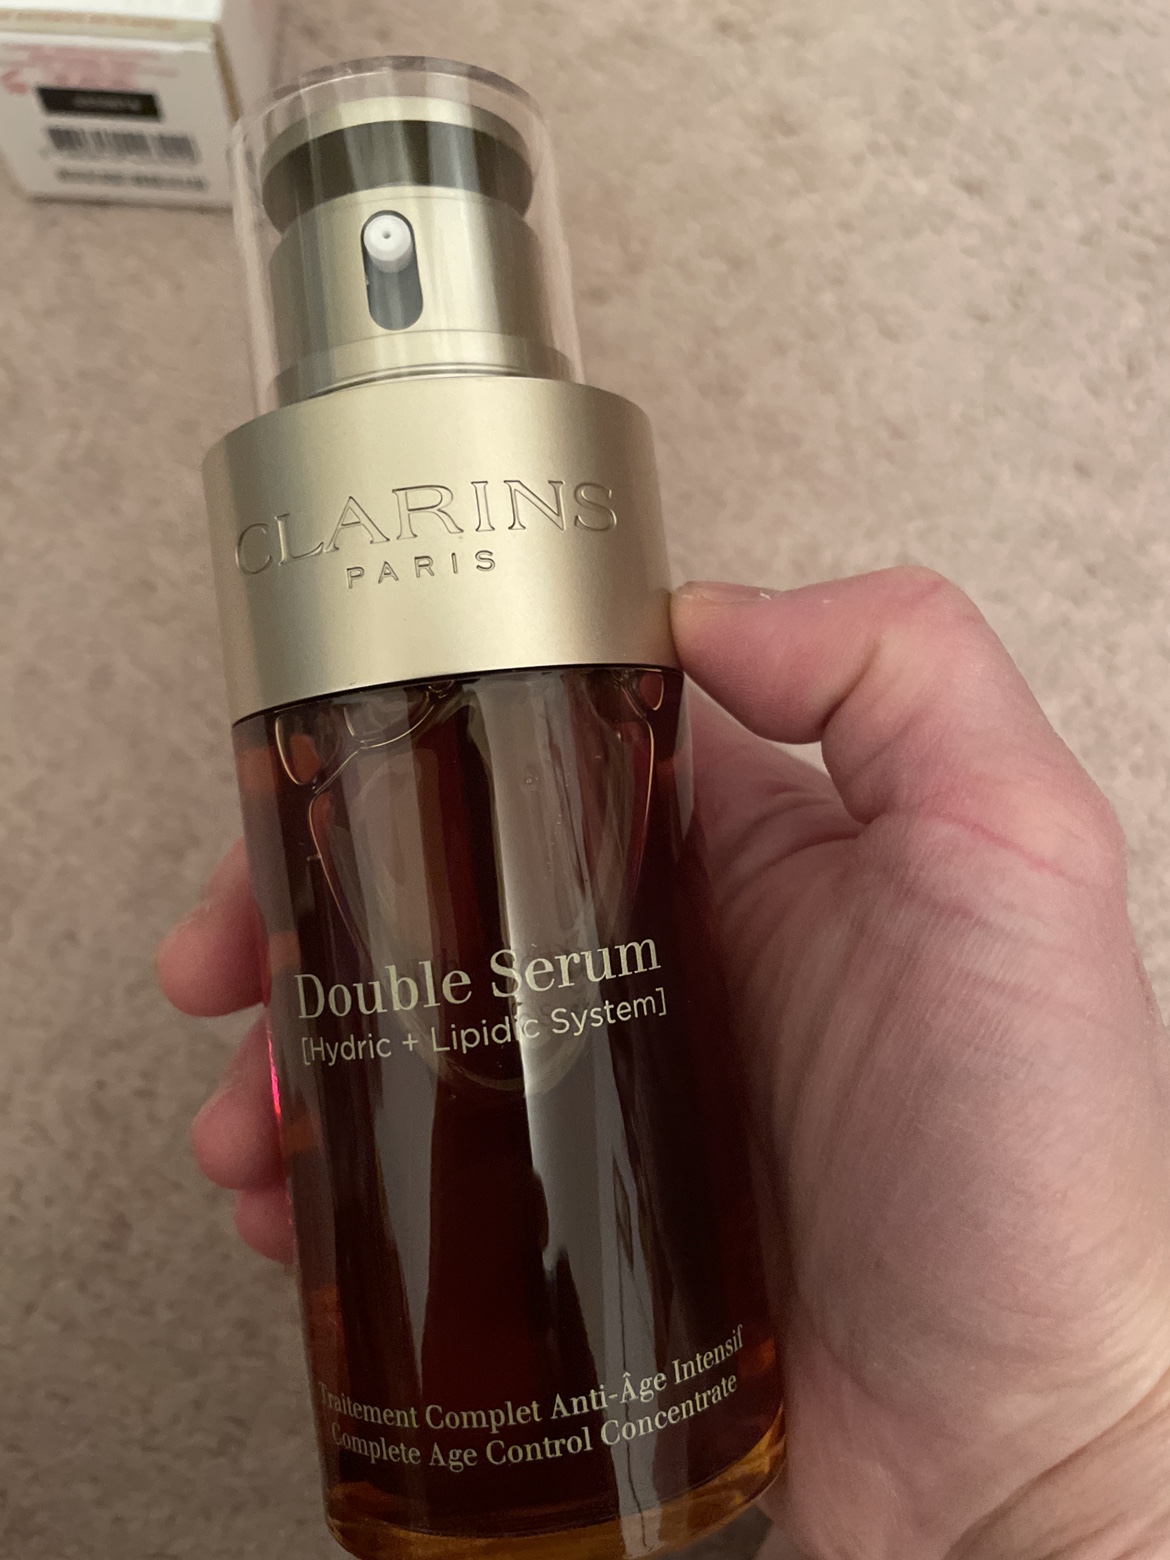 CLARINS
PARIS
Double Serum
[Hydric + Lipidic System]
Traitement Complet Anti-Âge Intensif
Complete Age Control Concentrate